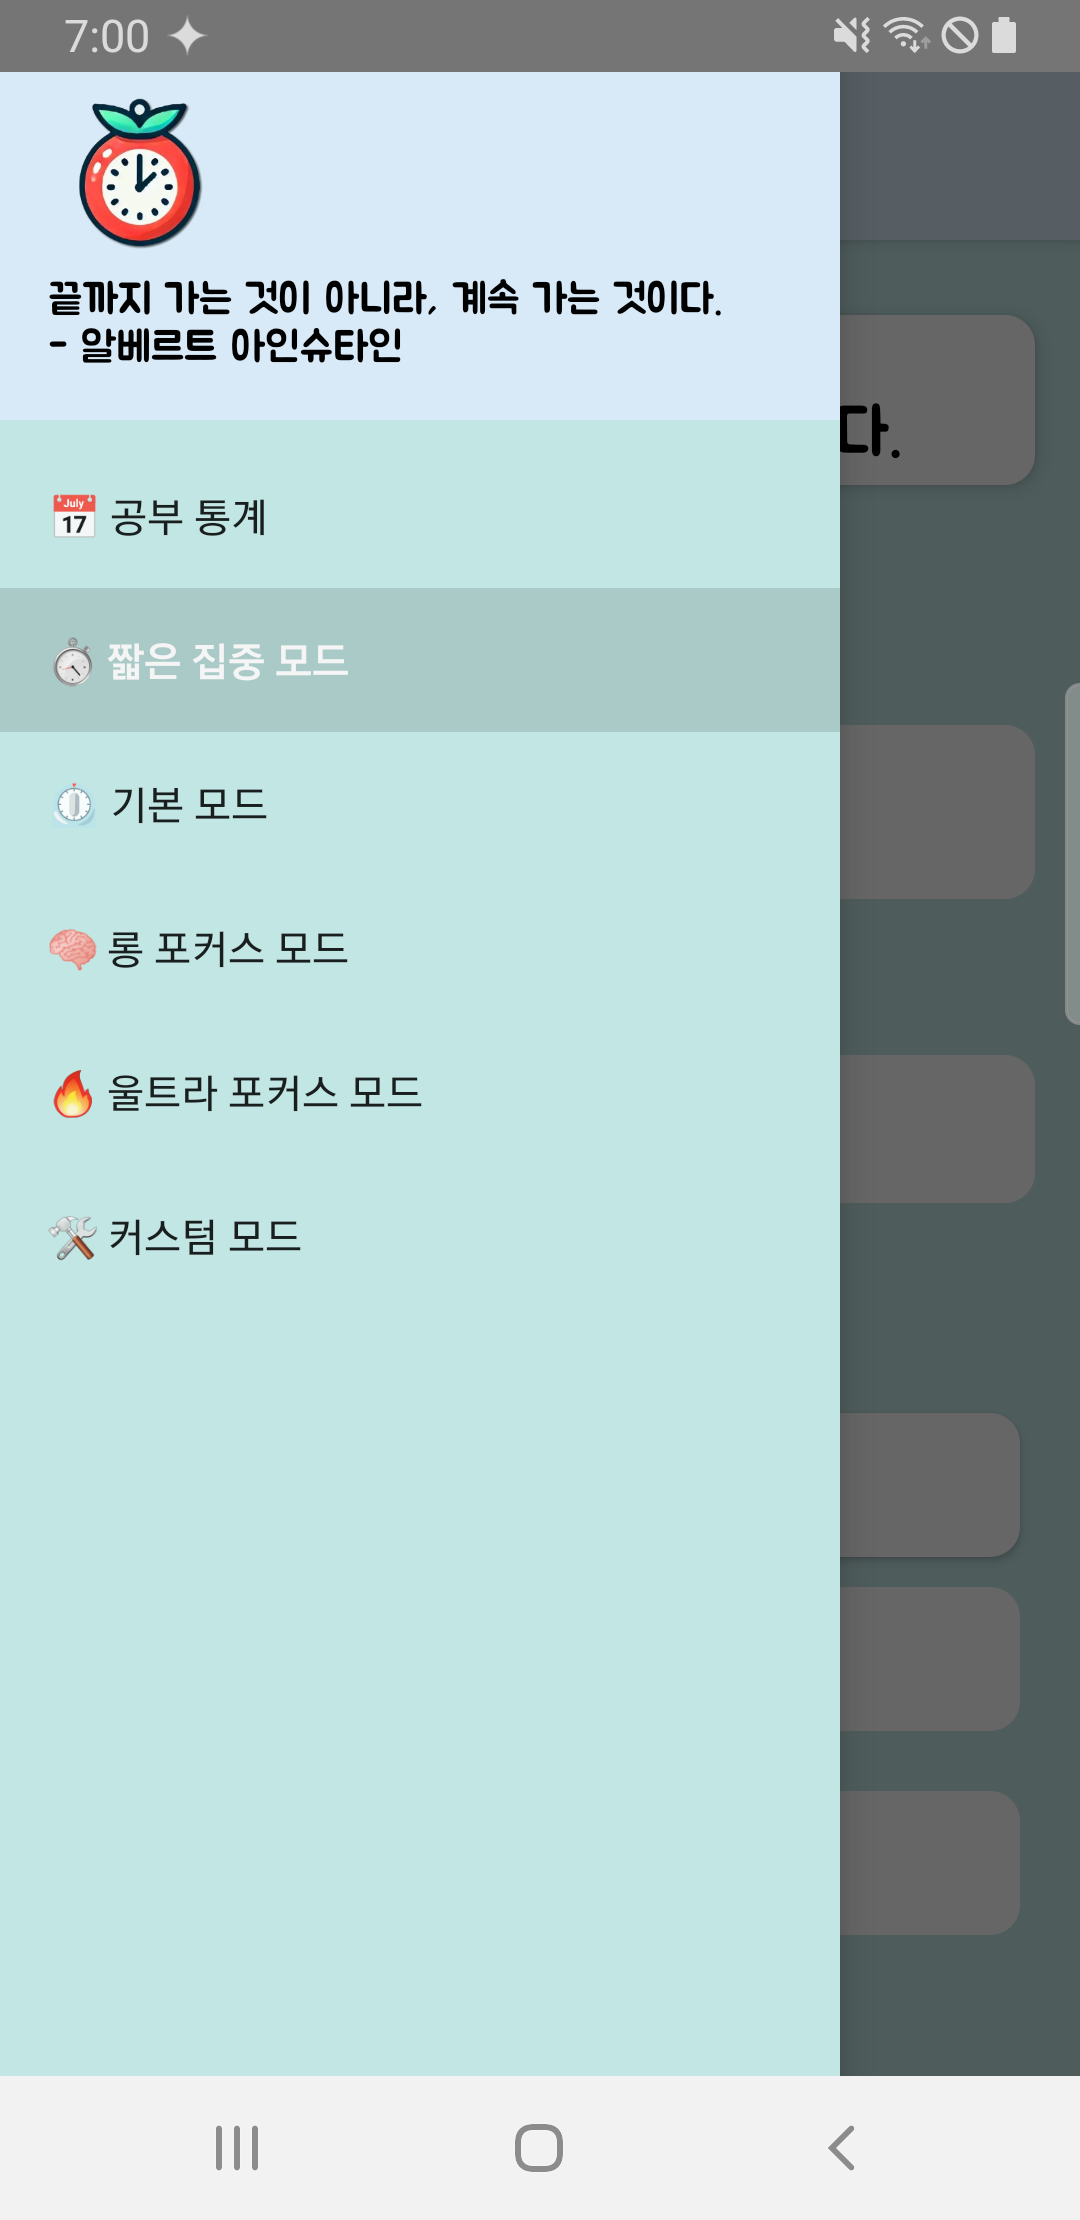 7:00
끝까지 가는 것이 아니라, 계속 가는 것이다.
- 알베르트 아인슈타인
다.
July
17
공부 통계
짧은 집중 모드
기본 모드
롱 포커스 모드
울트라 포커스 모드
커스텀 모드